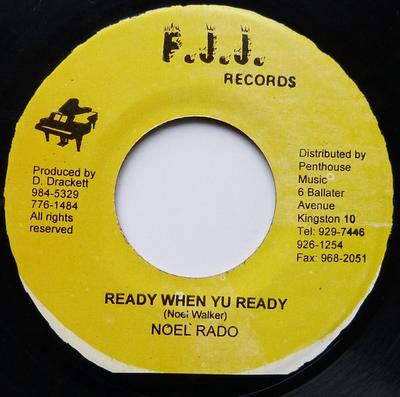 F.J.J.
RECORDS
Produced by
D. Drackett
984-5329
776-1484
All rights
reserved
Distributed by
Penthouse
Music
6 Ballater
Avenue
Kingston 10
Tel: 929-7446
926-1254
Fax: 968-2051
READY WHEN YU READY
(Noel Walker)
NOEL RADO